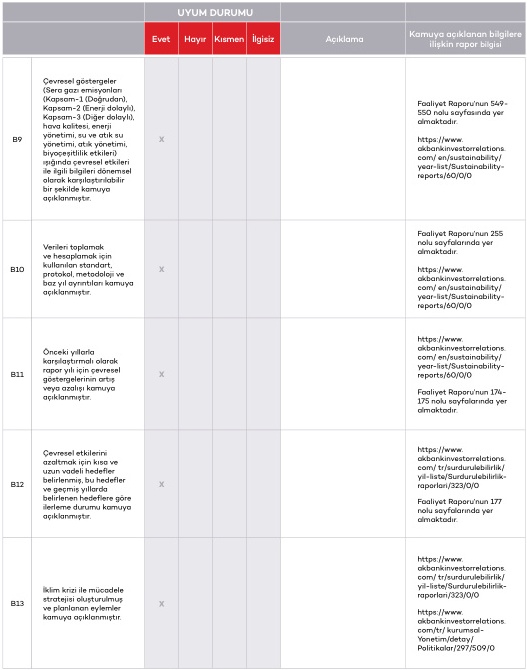 UYUM DURUMU
Evet Hayır Kısmen İlgisiz Açıklama Kamuya açıklanan bilgilere
ilişkin rapor bilgisi
B9
Çevresel göstergeler
(Sera gazı emisyonları
(Kapsam-1 (Doğrudan),
Kapsam-2 (Enerji dolaylı),
Kapsam-3 (Diğer dolaylı),
hava kalitesi, enerji
yönetimi, su ve atık su
yönetimi, atık yönetimi,
biyoçeşitlilik etkileri)
ışığında çevresel etkileri
ile ilgili bilgileri dönemsel
olarak karşılaştırılabilir
bir şekilde kamuya
açıklanmıştır.
X
Faaliyet Raporu'nun 549-
550 nolu sayfasında yer
almaktadır.
https://www.
akbankinvestorrelations.
com/ en/sustainability/
year-list/Sustainability-
reports/60/0/0
B10
Verileri toplamak
ve hesaplamak için
kullanılan standart,
protokol, metodoloji ve
baz yıl ayrıntıları kamuya
açıklanmıştır.
X
Faaliyet Raporu'nun 255
nolu sayfalarında yer
almaktadır.
https://www.
akbankinvestorrelations.
com/ en/sustainability/
year-list/Sustainability-
reports/60/0/0
B11
Önceki yıllarla
karşılaştırmalı olarak
rapor yılı için çevresel
göstergelerinin artış
veya azalışı kamuya
açıklanmıştır.
X
https://www.
akbankinvestorrelations.
com/ en/sustainability/
year-list/Sustainability-
reports/60/0/0
Faaliyet Raporu'nun 174-
175 nolu sayfalarında yer
almaktadır.
B12
Çevresel etkilerini
azaltmak için kısa ve
uzun vadeli hedefler
belirlenmiş, bu hedefler
ve geçmiş yıllarda
belirlenen hedeflere göre
ilerleme durumu kamuya
açıklanmıştır.
X
https://www.
akbankinvestorrelations.
com/ tr/surdurulebilirlik/
yil-liste/Surdurulebilirlik-
raporlari/323/0/0
Faaliyet Raporu'nun 177
nolu sayfalarında yer
almaktadır.
B13
İklim krizi ile mücadele
stratejisi oluşturulmuş
ve planlanan eylemler
kamuya açıklanmıştır.
X
https://www.
akbankinvestorrelations.
com/ tr/surdurulebilirlik/
yil-liste/Surdurulebilirlik-
raporlari/323/0/0
https://www.
akbankinvestorrelations.
com/tr/ kurumsal-
Yonetim/detay/
Politikalar/297/509/0